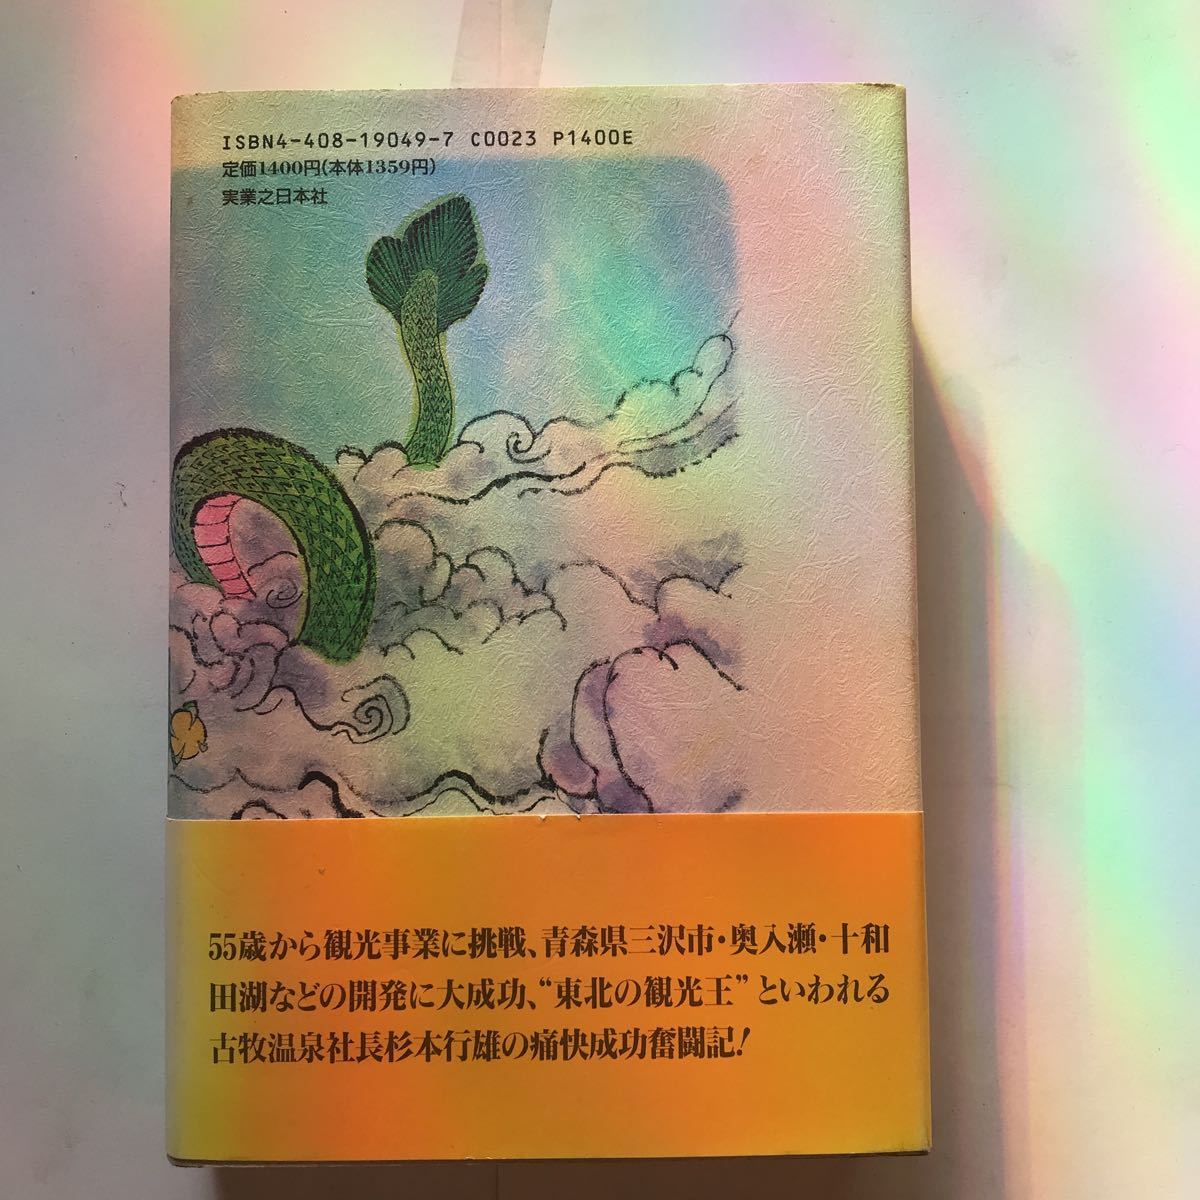 ISBN4-408-19049-7 C0023 P1400E
定価1400円(本体1359円)
実業之日本社
55歳から観光事業に挑戦、青森県三沢市・奥入瀬・十和
田湖などの開発に大成功、“東北の観光王”といわれる
古牧温泉社長杉本行雄の痛快成功奮闘記!